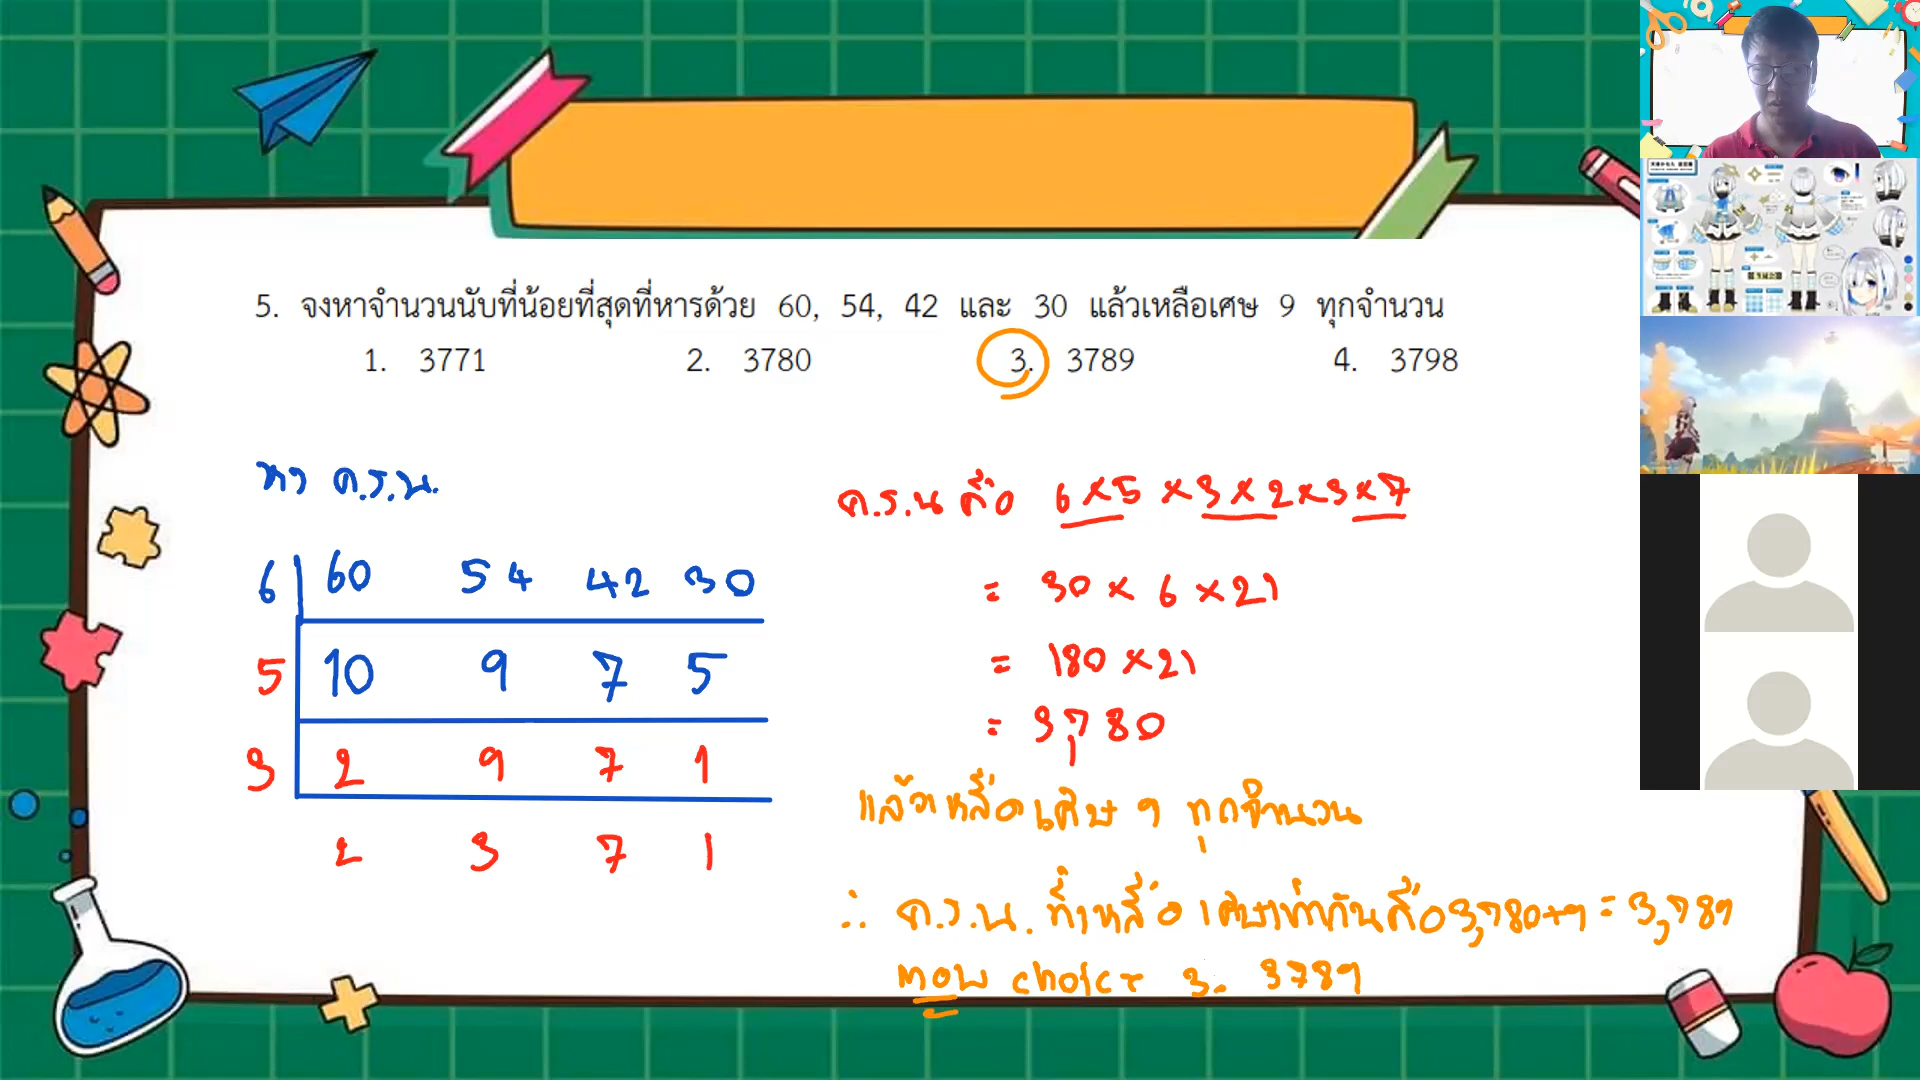 5. จงหาจำนวนนับที่น้อยที่สุดที่หารด้วย 60, 54, 42 และ 30 แล้วเหลือเศษ 9 ทุกจำนวน
1. 3771 2. 3780 3. 3789 4. 3798
หา ค.ร.น.
6 60 54 42 30
5 10 9 7 5
3 2 9 7 1
2 3 7 1
ค.ร.น คือ 6×5×3×2×3×7
= 30×6×21
= 180×21
= 3,780
แล้วเหลือเศษ 9 ทุกจำนวน
∴ ค.ร.น. ที่เหลือเศษเท่ากันคือ 3,780+9 = 3,789
ตอบ choice 3. 3789